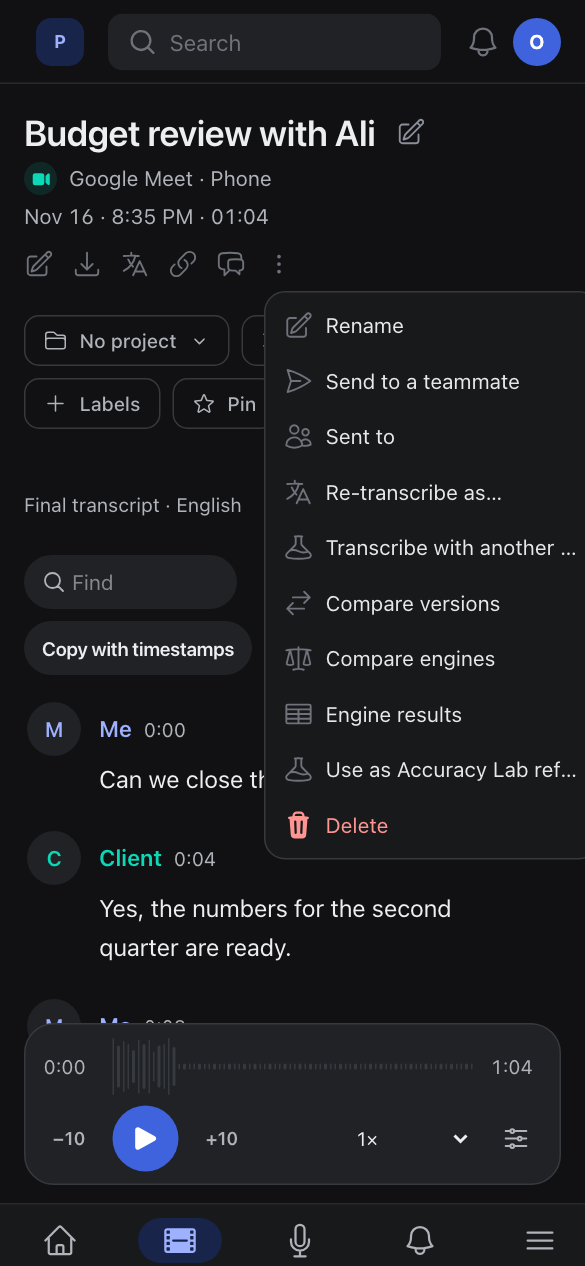 P
Search
O
Budget review with Ali
Google Meet · Phone
Nov 16 · 8:35 PM · 01:04
No project
Labels
Pin
Rename
Send to a teammate
Sent to
Re-transcribe as...
Transcribe with another ...
Compare versions
Compare engines
Engine results
Use as Accuracy Lab ref...
Delete
Final transcript · English
Find
Copy with timestamps
M
Me 0:00
Can we close
C
Client 0:04
Yes, the numbers for the second
quarter are ready.
M
Me
0:00
1:04
−10
+10
1×